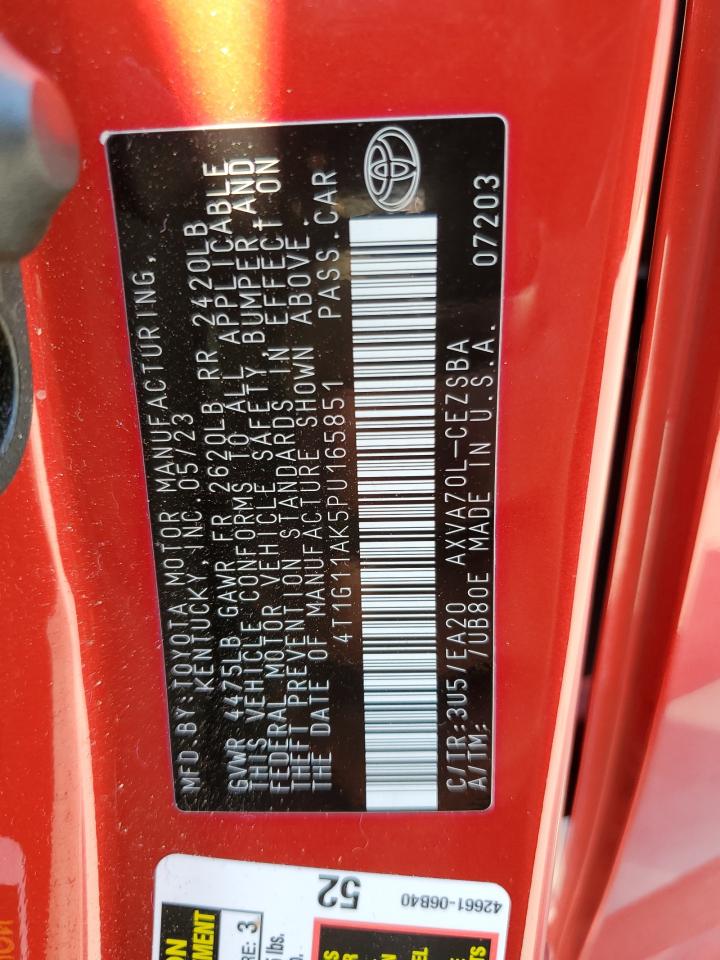 MFD.BY:TOYOTA MOTOR MANUFACTURING,
KENTUCKY,INC.05/23
GVWR 4475LB GAWR FR 2620LB RR 2420LB
THIS VEHICLE CONFORMS TO ALL APPLICABLE
FEDERAL MOTOR VEHICLE SAFETY, BUMPER AND
THEFT PREVENTION STANDARDS IN EFFECT ON
THE DATE OF MANUFACTURE SHOWN ABOVE.
4T1G11AK5PU165851 PASS.CAR
C/TR:3U5/EA20 AXVA70L-CEZSBA
A/TM: 7UB80E MADE IN U.S.A. 07203
52
42661-06B40
lbs.